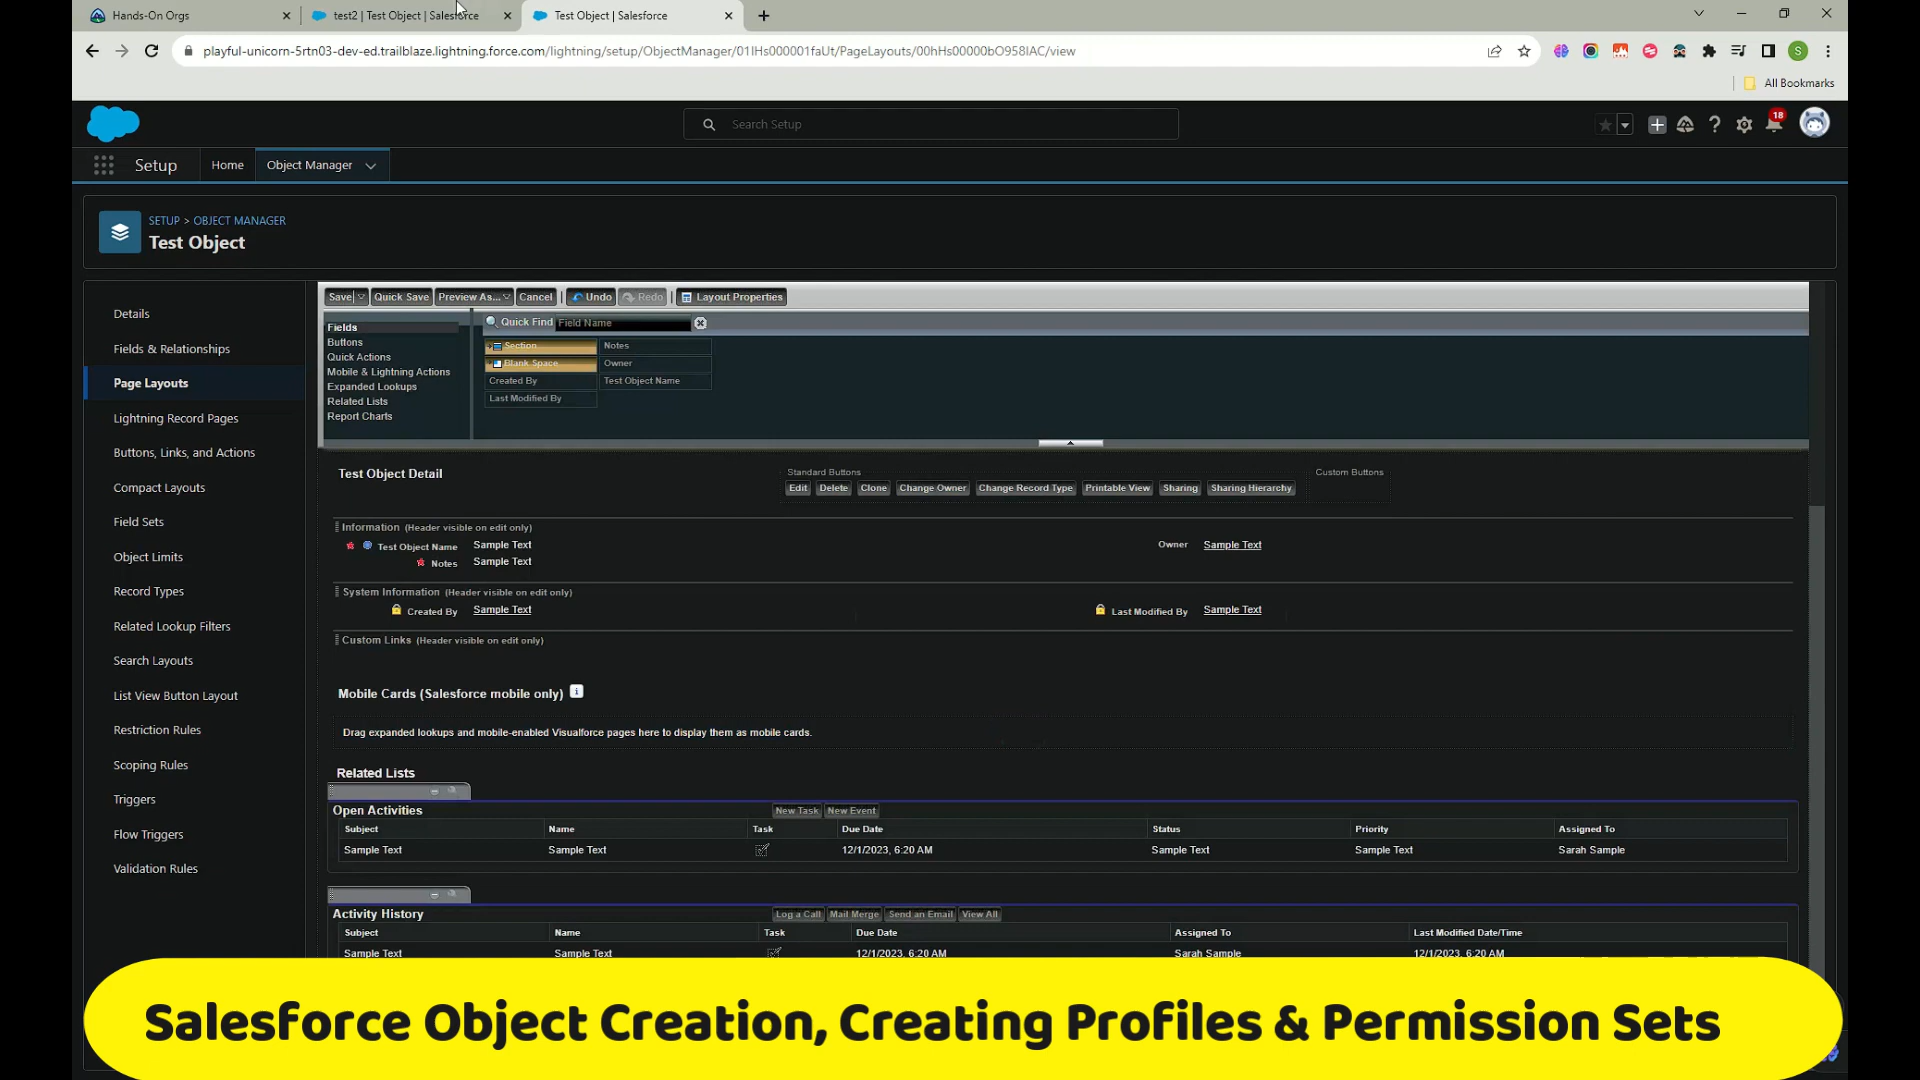 Hands-On Orgs
test2 | Test Object | Salesforce
Test Object | Salesforce
playful-unicorn-5rtn03-dev-ed.trailblaze.lightning.force.com/lightning/setup/ObjectManager/01IHs000001faUt/PageLayouts/00hHs00000bO958IAC/view
S
All Bookmarks
Search Setup
18
Setup
Home
Object Manager
SETUP > OBJECT MANAGER
Test Object
Details
Fields & Relationships
Page Layouts
Lightning Record Pages
Buttons, Links, and Actions
Compact Layouts
Field Sets
Object Limits
Record Types
Related Lookup Filters
Search Layouts
List View Button Layout
Restriction Rules
Scoping Rules
Triggers
Flow Triggers
Validation Rules
Save
Quick Save
Preview As...
Cancel
Undo
Redo
Layout Properties
Fields
Buttons
Quick Actions
Mobile & Lightning Actions
Expanded Lookups
Related Lists
Report Charts
Quick Find
Field Name
Section
Notes
Blank Space
Owner
Created By
Test Object Name
Last Modified By
Test Object Detail
Standard Buttons
Custom Buttons
Edit
Delete
Clone
Change Owner
Change Record Type
Printable View
Sharing
Sharing Hierarchy
Information (Header visible on edit only)
Test Object Name Sample Text
Owner Sample Text
Notes Sample Text
System Information (Header visible on edit only)
Created By Sample Text
Last Modified By Sample Text
Custom Links (Header visible on edit only)
Mobile Cards (Salesforce mobile only) i
Drag expanded lookups and mobile-enabled Visualforce pages here to display them as mobile cards.
Related Lists
Open Activities
New Task New Event
Subject Name Task Due Date Status Priority Assigned To
Sample Text Sample Text 12/1/2023, 6:20 AM Sample Text Sample Text Sarah Sample
Activity History
Log a Call Mail Merge Send an Email View All
Subject Name Task Due Date Assigned To Last Modified Date/Time
Sample Text Sample Text 12/1/2023, 6:20 AM Sarah Sample 12/1/2023, 6:20 AM
Salesforce Object Creation, Creating Profiles & Permission Sets